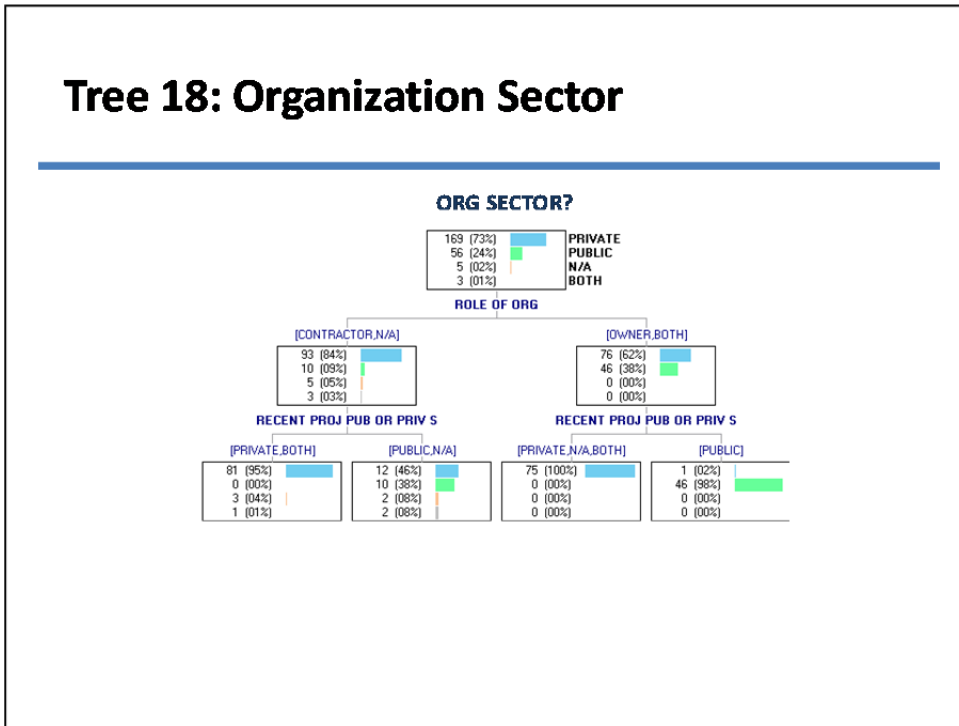 Tree 18: Organization Sector
ORG SECTOR?
169 (73%) PRIVATE
56 (24%) PUBLIC
5 (02%) N/A
3 (01%) BOTH
ROLE OF ORG
[CONTRACTOR,N/A] [OWNER,BOTH]
93 (84%) 76 (62%)
10 (09%) 46 (38%)
5 (05%) 0 (00%)
3 (03%) 0 (00%)
RECENT PROJ PUB OR PRIV S RECENT PROJ PUB OR PRIV S
[PRIVATE,BOTH] [PUBLIC,N/A] [PRIVATE,N/A,BOTH] [PUBLIC]
81 (95%) 12 (46%) 75 (100%) 1 (02%)
0 (00%) 10 (38%) 0 (00%) 46 (98%)
3 (04%) 2 (08%) 0 (00%) 0 (00%)
1 (01%) 2 (08%) 0 (00%) 0 (00%)